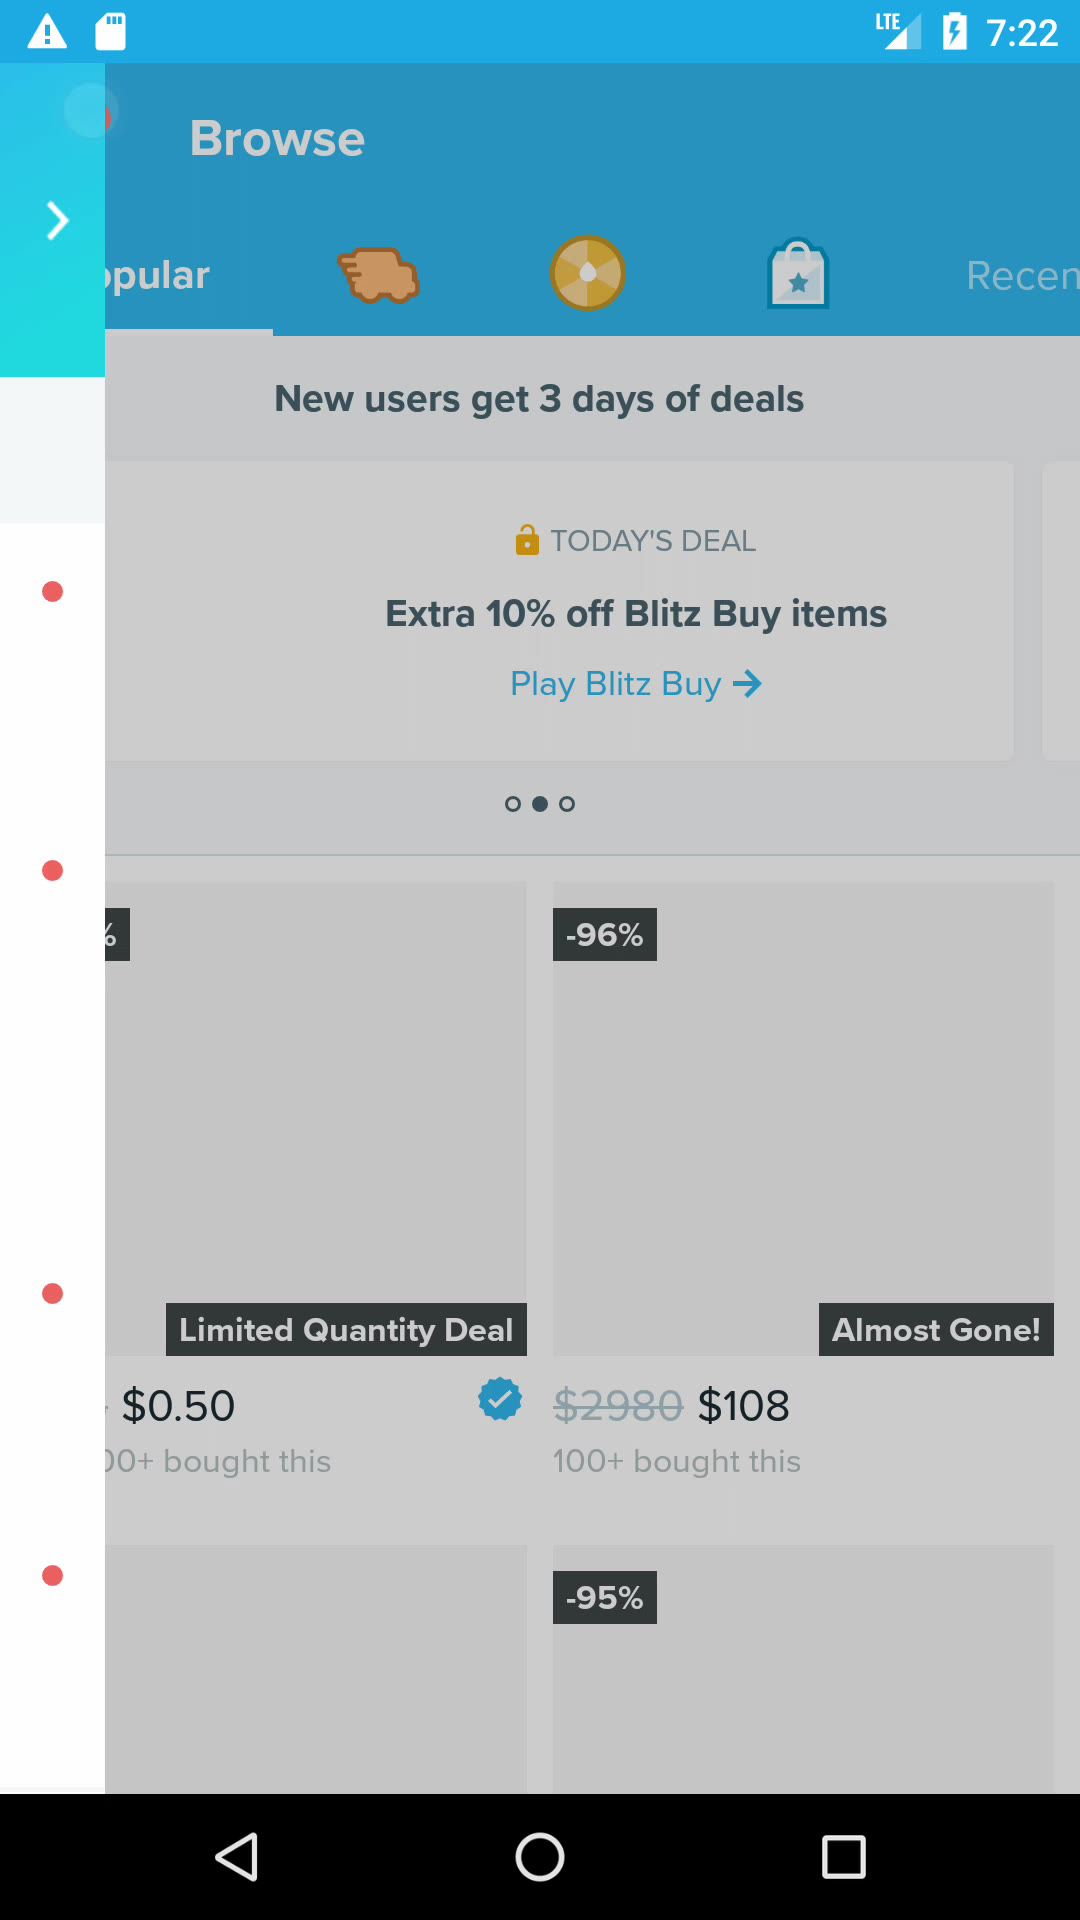 LTE 7:22
Browse
opular
Recen
New users get 3 days of deals
TODAY'S DEAL
Extra 10% off Blitz Buy items
Play Blitz Buy
%
-96%
Limited Quantity Deal
Almost Gone!
$0.50
$2980 $108
00+ bought this
100+ bought this
-95%